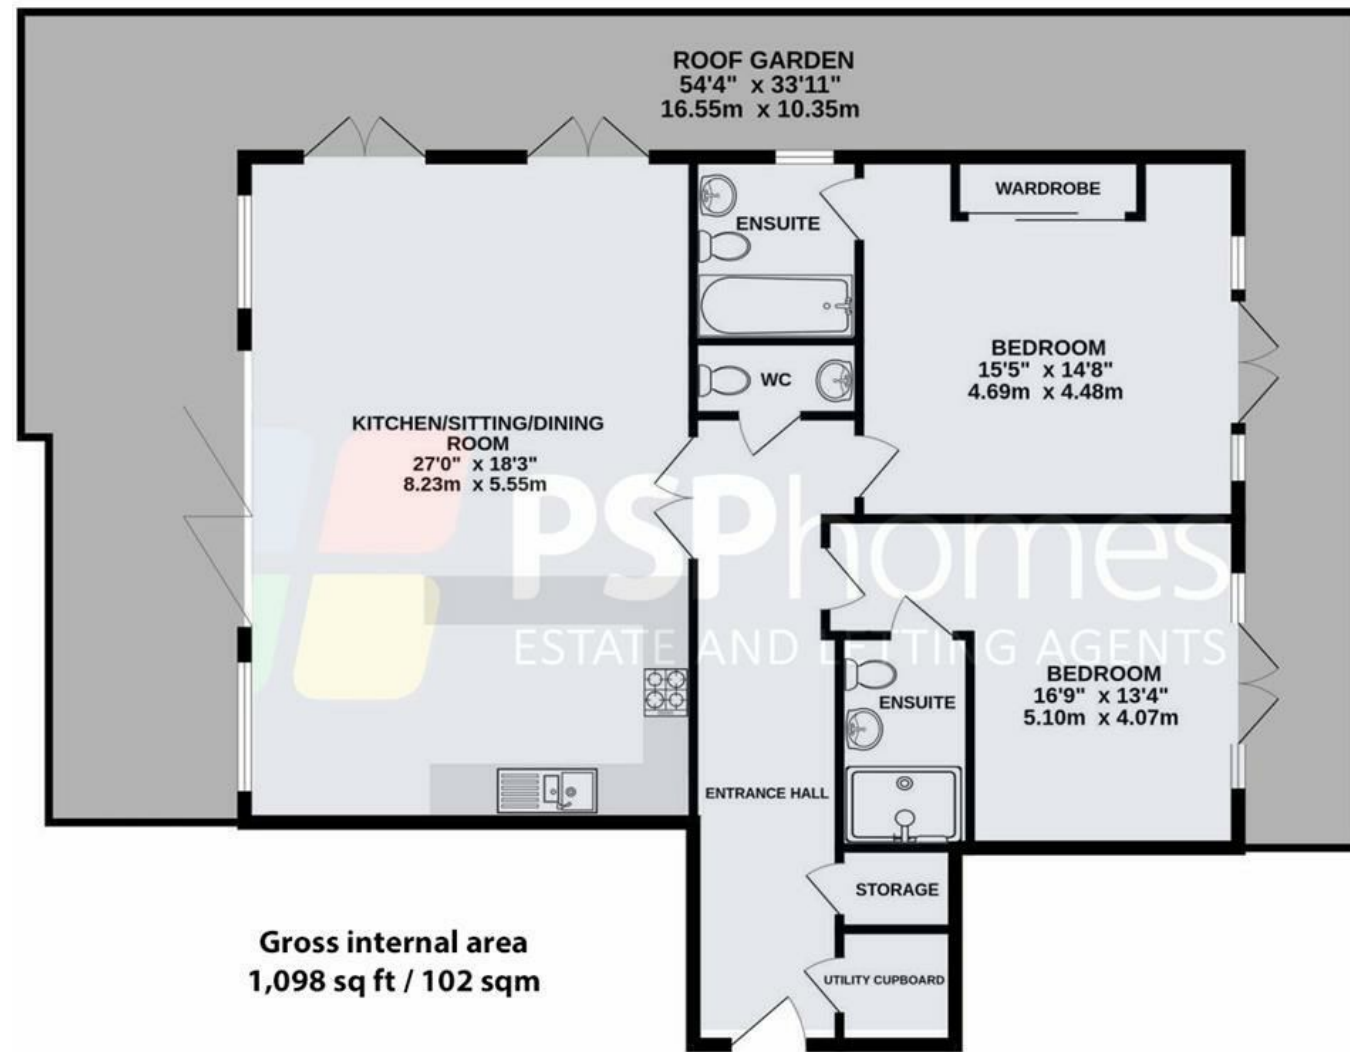 ROOF GARDEN
54'4" x 33'11"
16.55m x 10.35m
WARDROBE
ENSUITE
BEDROOM
15'5" x 14'8"
4.69m x 4.48m
WC
KITCHEN/SITTING/DINING
ROOM
27'0" x 18'3"
8.23m x 5.55m
PSPhomes
ESTATE AND LETTING AGENTS
BEDROOM
16'9" x 13'4"
5.10m x 4.07m
ENSUITE
ENTRANCE HALL
STORAGE
UTILITY CUPBOARD
Gross internal area
1,098 sq ft / 102 sqm